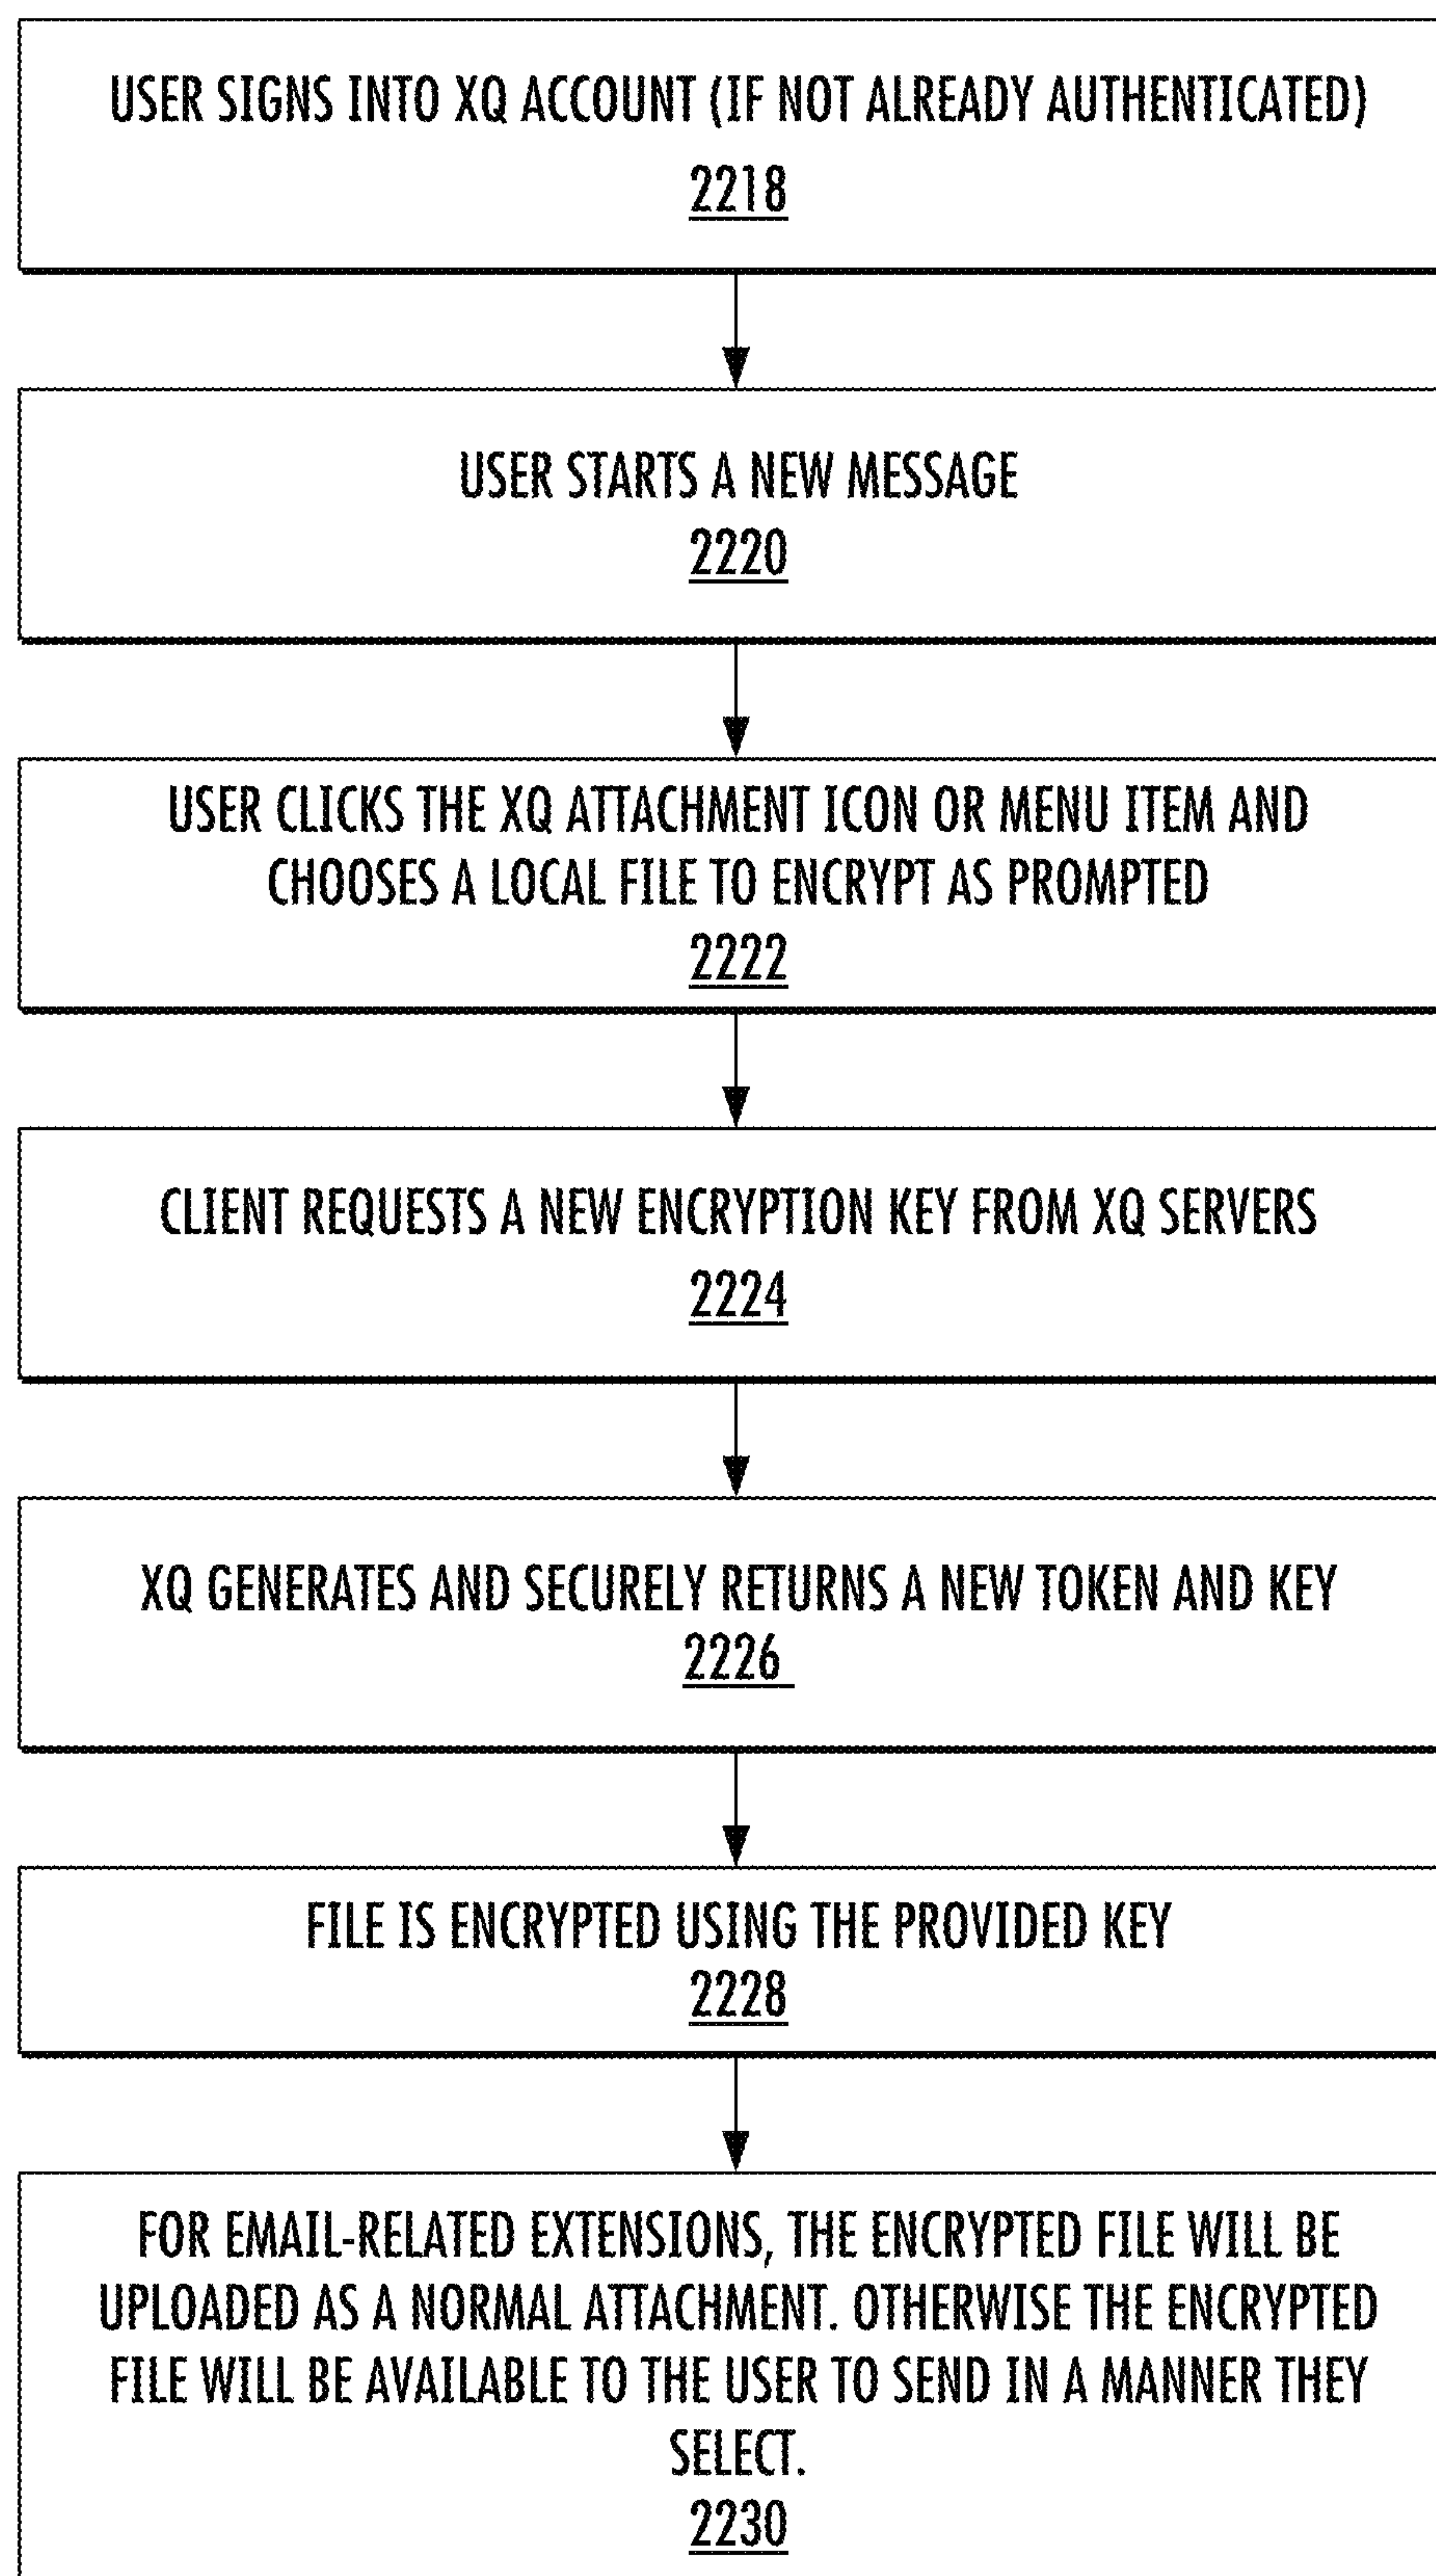 USER SIGNS INTO XQ ACCOUNT (IF NOT ALREADY AUTHENTICATED)
2218
USER STARTS A NEW MESSAGE
2220
USER CLICKS THE XQ ATTACHMENT ICON OR MENU ITEM AND
CHOOSES A LOCAL FILE TO ENCRYPT AS PROMPTED
2222
CLIENT REQUESTS A NEW ENCRYPTION KEY FROM XQ SERVERS
2224
XQ GENERATES AND SECURELY RETURNS A NEW TOKEN AND KEY
2226
FILE IS ENCRYPTED USING THE PROVIDED KEY
2228
FOR EMAIL-RELATED EXTENSIONS, THE ENCRYPTED FILE WILL BE
UPLOADED AS A NORMAL ATTACHMENT. OTHERWISE THE ENCRYPTED
FILE WILL BE AVAILABLE TO THE USER TO SEND IN A MANNER THEY
SELECT.
2230